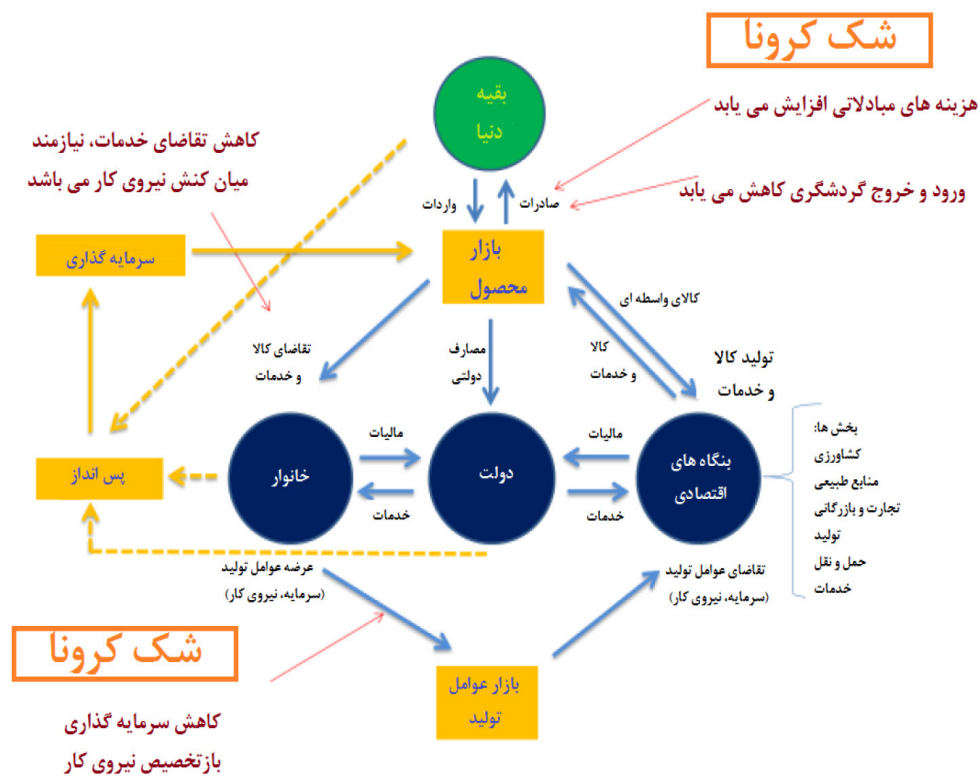 شک کرونا
هزینه های مبادلاتی افزایش می یابد
ورود و خروج گردشگری کاهش می یابد
بقیه
دنیا
کاهش تقاضای خدمات، نیازمند
میان کنش نیروی کار می باشد
صادرات
واردات
بازار
محصول
سرمایه گذاری
کالای واسطه ای
کالا
و خدمات
تولید کالا
و خدمات
مصارف
دولتی
تقاضای کالا
و خدمات
بخش ها:
کشاورزی
منابع طبیعی
تجارت و بازرگانی
تولید
حمل و نقل
خدمات
بنگاه های
اقتصادی
مالیات
خدمات
دولت
مالیات
خدمات
خانوار
پس انداز
تقاضای عوامل تولید
(سرمایه، نیروی کار)
عرضه عوامل تولید
(سرمایه، نیروی کار)
بازار عوامل
تولید
شک کرونا
کاهش سرمایه گذاری
بازتخصیص نیروی کار